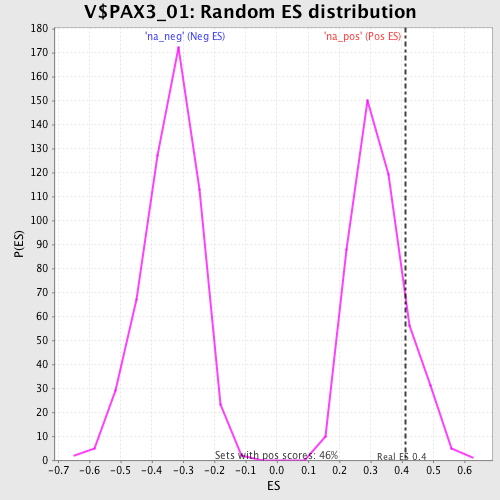 V$PAX3_01: Random ES distribution
'na_neg' (Neg ES)
'na_pos' (Pos ES)
180
170
160
150
140
130
120
110
100
90
80
70
60
50
40
30
20
10
0
P(ES)
Sets with pos scores: 46%
Real ES 0.4
-0.7 -0.6 -0.5 -0.4 -0.3 -0.2 -0.1 0.0 0.1 0.2 0.3 0.4 0.5 0.6
ES